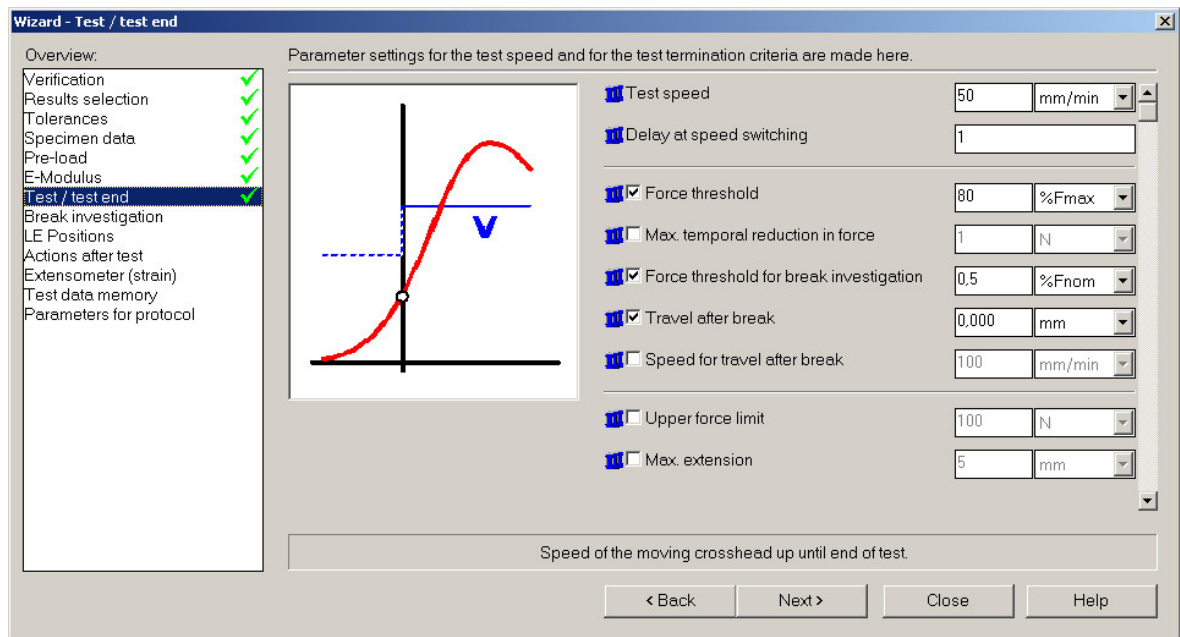 Wizard - Test / test end
Overview:
Verification
Results selection
Tolerances
Specimen data
Pre-load
E-Modulus
Test / test end
Break investigation
LE Positions
Actions after test
Extensometer (strain)
Test data memory
Parameters for protocol
Parameter settings for the test speed and for the test termination criteria are made here.
V
Test speed 50 mm/min
Delay at speed switching 1
Force threshold 80 %Fmax
Max. temporal reduction in force 1 N
Force threshold for break investigation 0,5 %Fnom
Travel after break 0,000 mm
Speed for travel after break 100 mm/min
Upper force limit 100 N
Max. extension 5 mm
Speed of the moving crosshead up until end of test.
< Back Next > Close Help